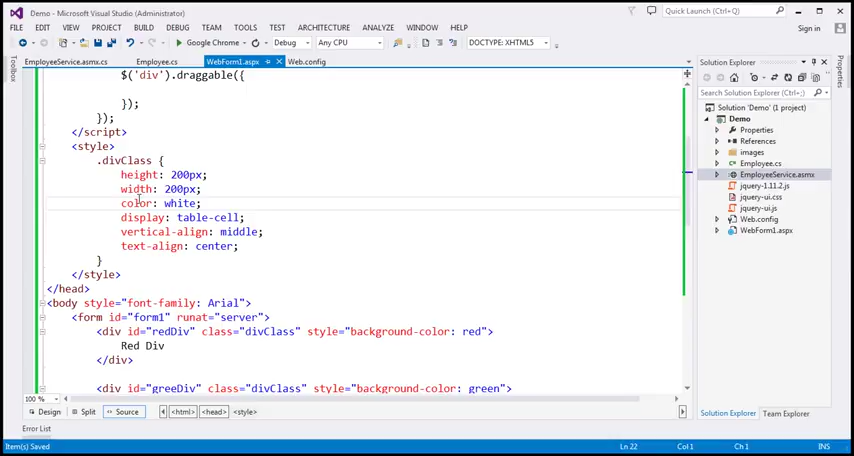 Demo - Microsoft Visual Studio (Administrator)
Quick Launch (Ctrl+Q)
FILE EDIT VIEW PROJECT BUILD DEBUG TEAM TOOLS TEST ARCHITECTURE ANALYZE WINDOW HELP
Sign in
Google Chrome Debug Any CPU DOCTYPE: XHTML5
Toolbox
EmployeeService.asmx.cs Employee.cs WebForm1.aspx Web.config
$('div').draggable({
});
});
</script>
<style>
.divClass {
height: 200px;
width: 200px;
color: white;
display: table-cell;
vertical-align: middle;
text-align: center;
}
</style>
</head>
<body style="font-family: Arial">
<form id="form1" runat="server">
<div id="redDiv" class="divClass" style="background-color: red">
Red Div
</div>
<div id="greeDiv" class="divClass" style="background-color: green">
100 %
Design Split Source <html> <head> <style>
Solution Explorer
Search Solution Explorer (Ctrl+;)
Solution 'Demo' (1 project)
Demo
Properties
References
images
Employee.cs
EmployeeService.asmx
jquery-1.11.2.js
jquery-ui.css
jquery-ui.js
Web.config
WebForm1.aspx
Solution Explorer Team Explorer
Properties
Error List
Item(s) Saved Ln 22 Col 1 Ch 1 INS